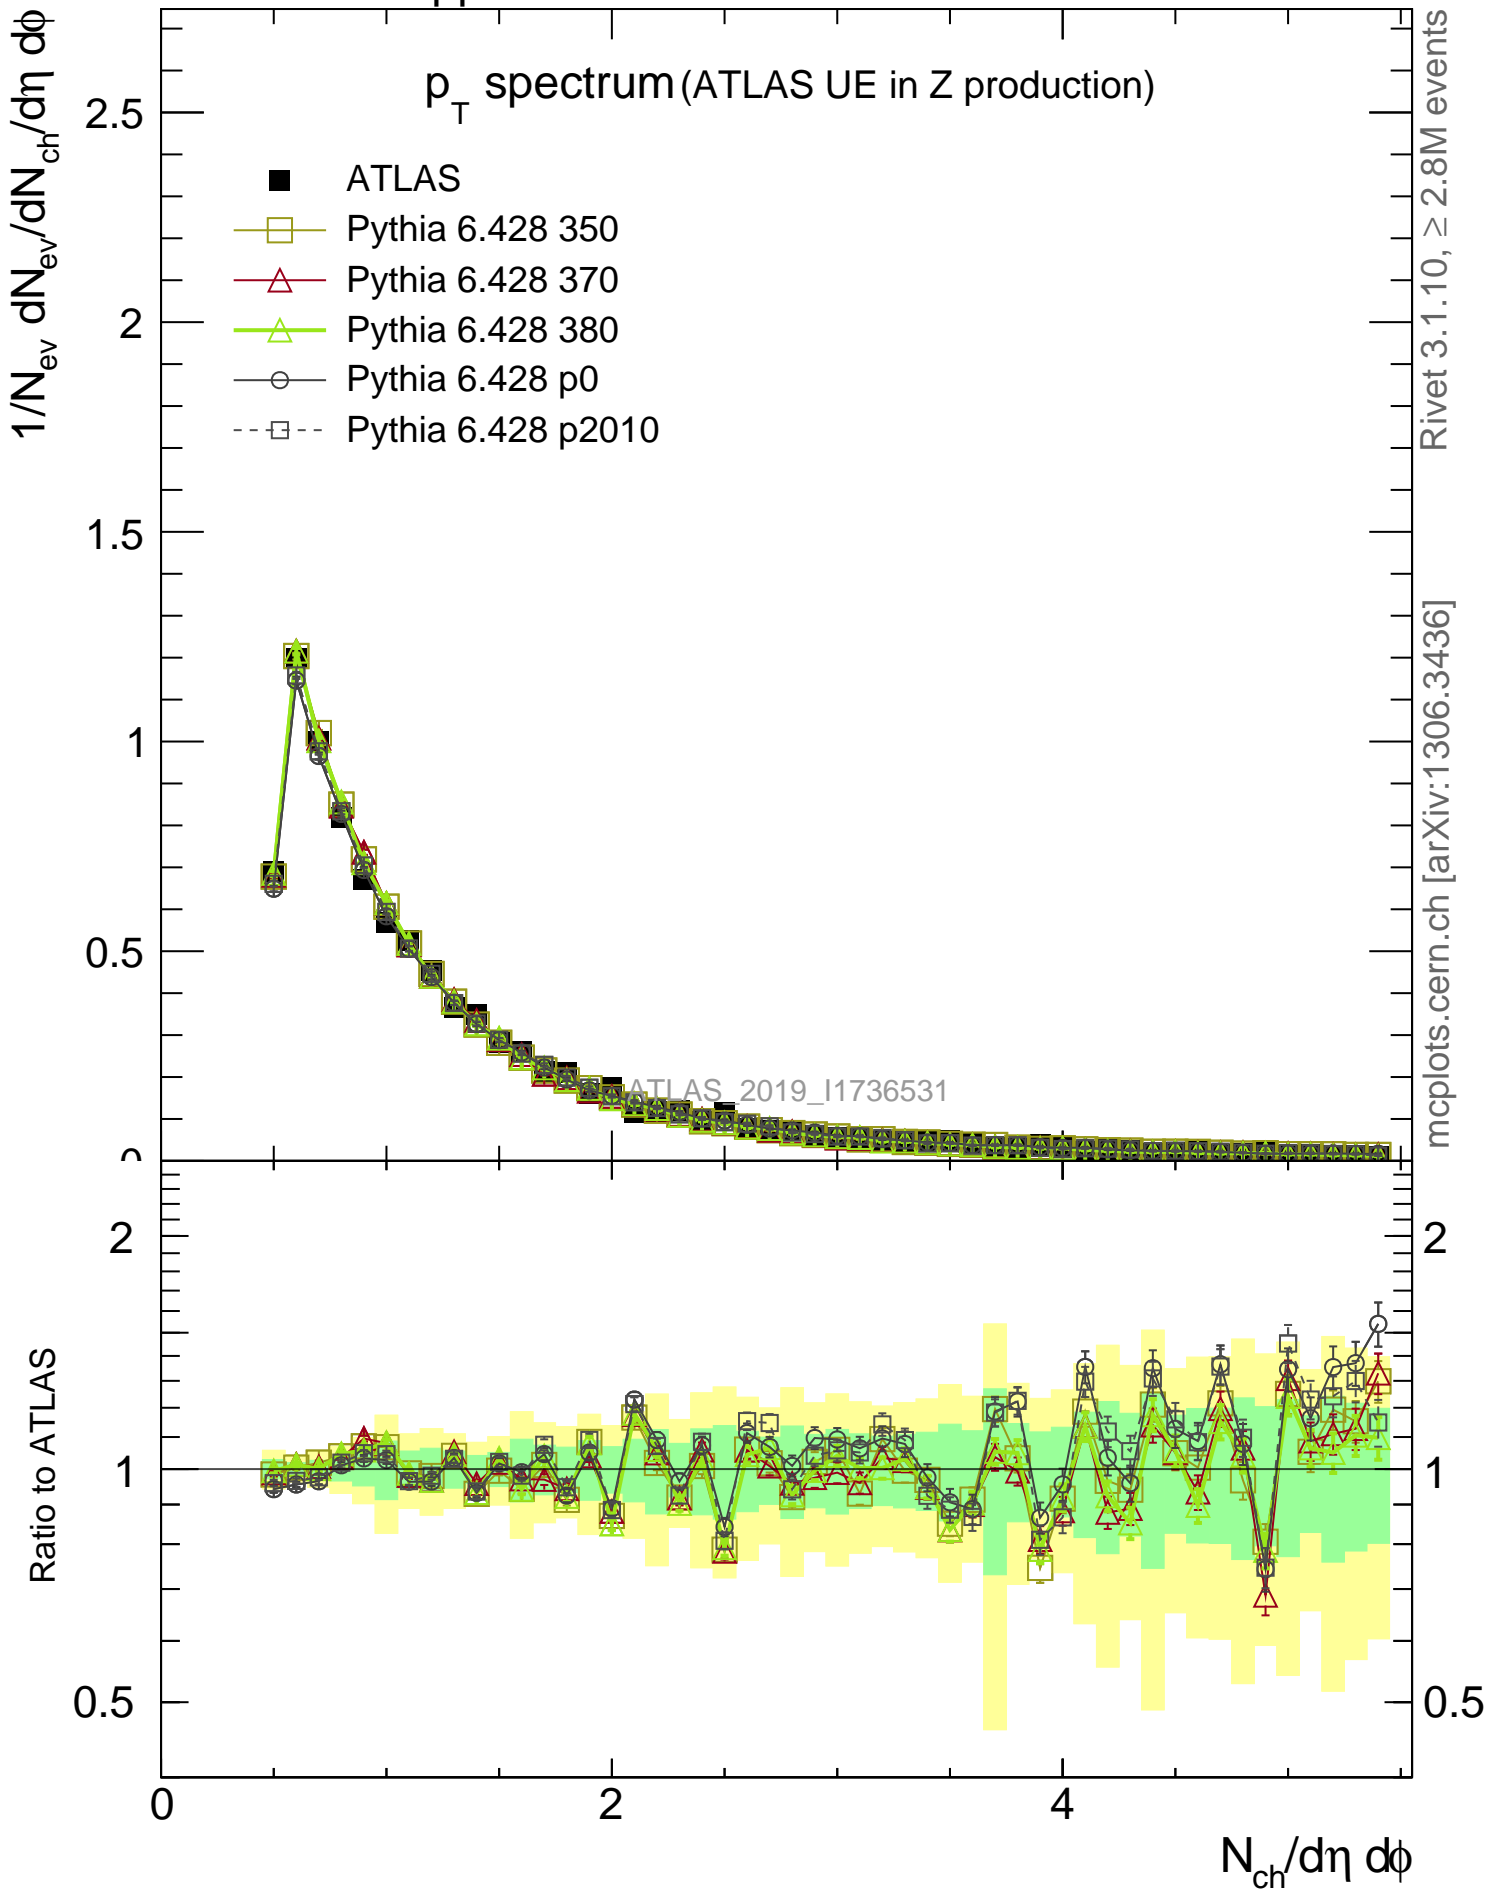 pp
p_T spectrum (ATLAS UE in Z production)
1/N_ev dN_ev/dN_ch/dη dϕ
ATLAS
Pythia 6.428 350
Pythia 6.428 370
Pythia 6.428 380
Pythia 6.428 p0
Pythia 6.428 p2010
2.5
2
1.5
1
0.5
0
ATLAS_2019_I1736531
Rivet 3.1.10, ≥ 2.8M events
mcplots.cern.ch [arXiv:1306.3436]
Ratio to ATLAS
2
1
0.5
2
1
0.5
0
2
4
N_ch/dη dϕ